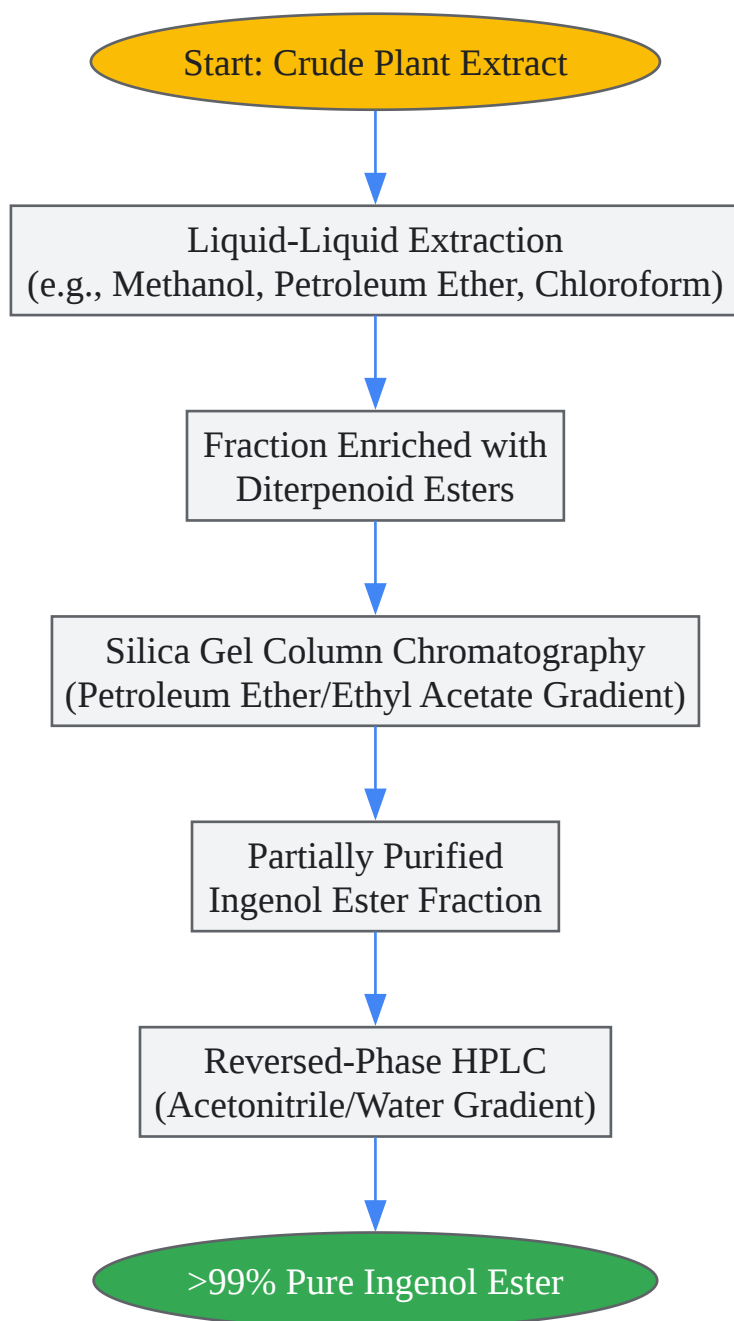 Start: Crude Plant Extract
Liquid-Liquid Extraction
(e.g., Methanol, Petroleum Ether, Chloroform)
Fraction Enriched with
Diterpenoid Esters
Silica Gel Column Chromatography
(Petroleum Ether/Ethyl Acetate Gradient)
Partially Purified
Ingenol Ester Fraction
Reversed-Phase HPLC
(Acetonitrile/Water Gradient)
>99% Pure Ingenol Ester